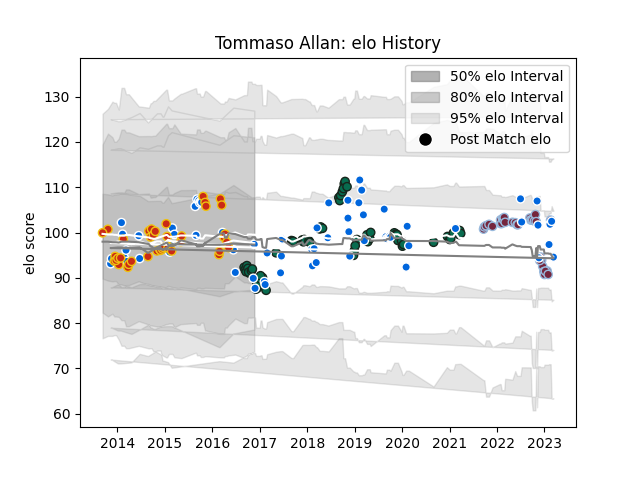 Tommaso Allan: elo History
50% elo Interval
80% elo Interval
95% elo Interval
Post Match elo
elo score
130
120
110
100
90
80
70
60
2014 2015 2016 2017 2018 2019 2020 2021 2022 2023